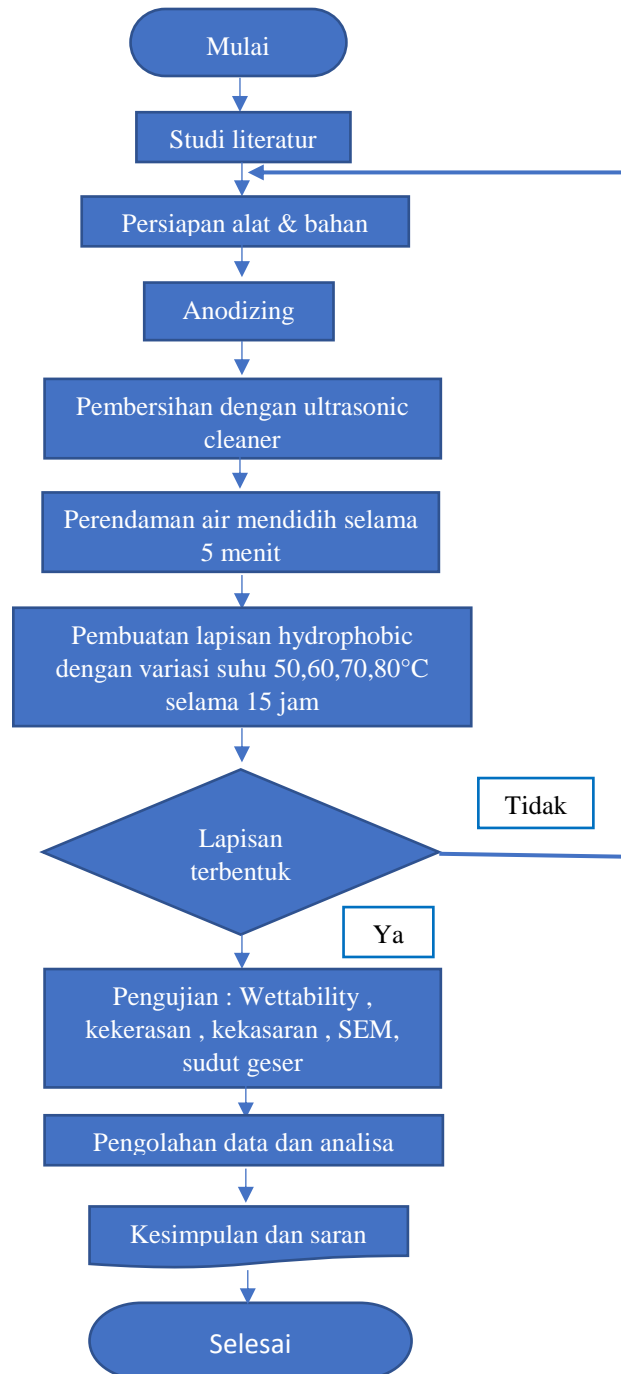 Mulai
Studi literatur
Persiapan alat & bahan
Anodizing
Pembersihan dengan ultrasonic
cleaner
Perendaman air mendidih selama
5 menit
Pembuatan lapisan hydrophobic
dengan variasi suhu 50,60,70,80°C
selama 15 jam
Lapisan
terbentuk
Tidak
Ya
Pengujian : Wettability ,
kekerasan , kekasaran , SEM,
sudut geser
Pengolahan data dan analisa
Kesimpulan dan saran
Selesai